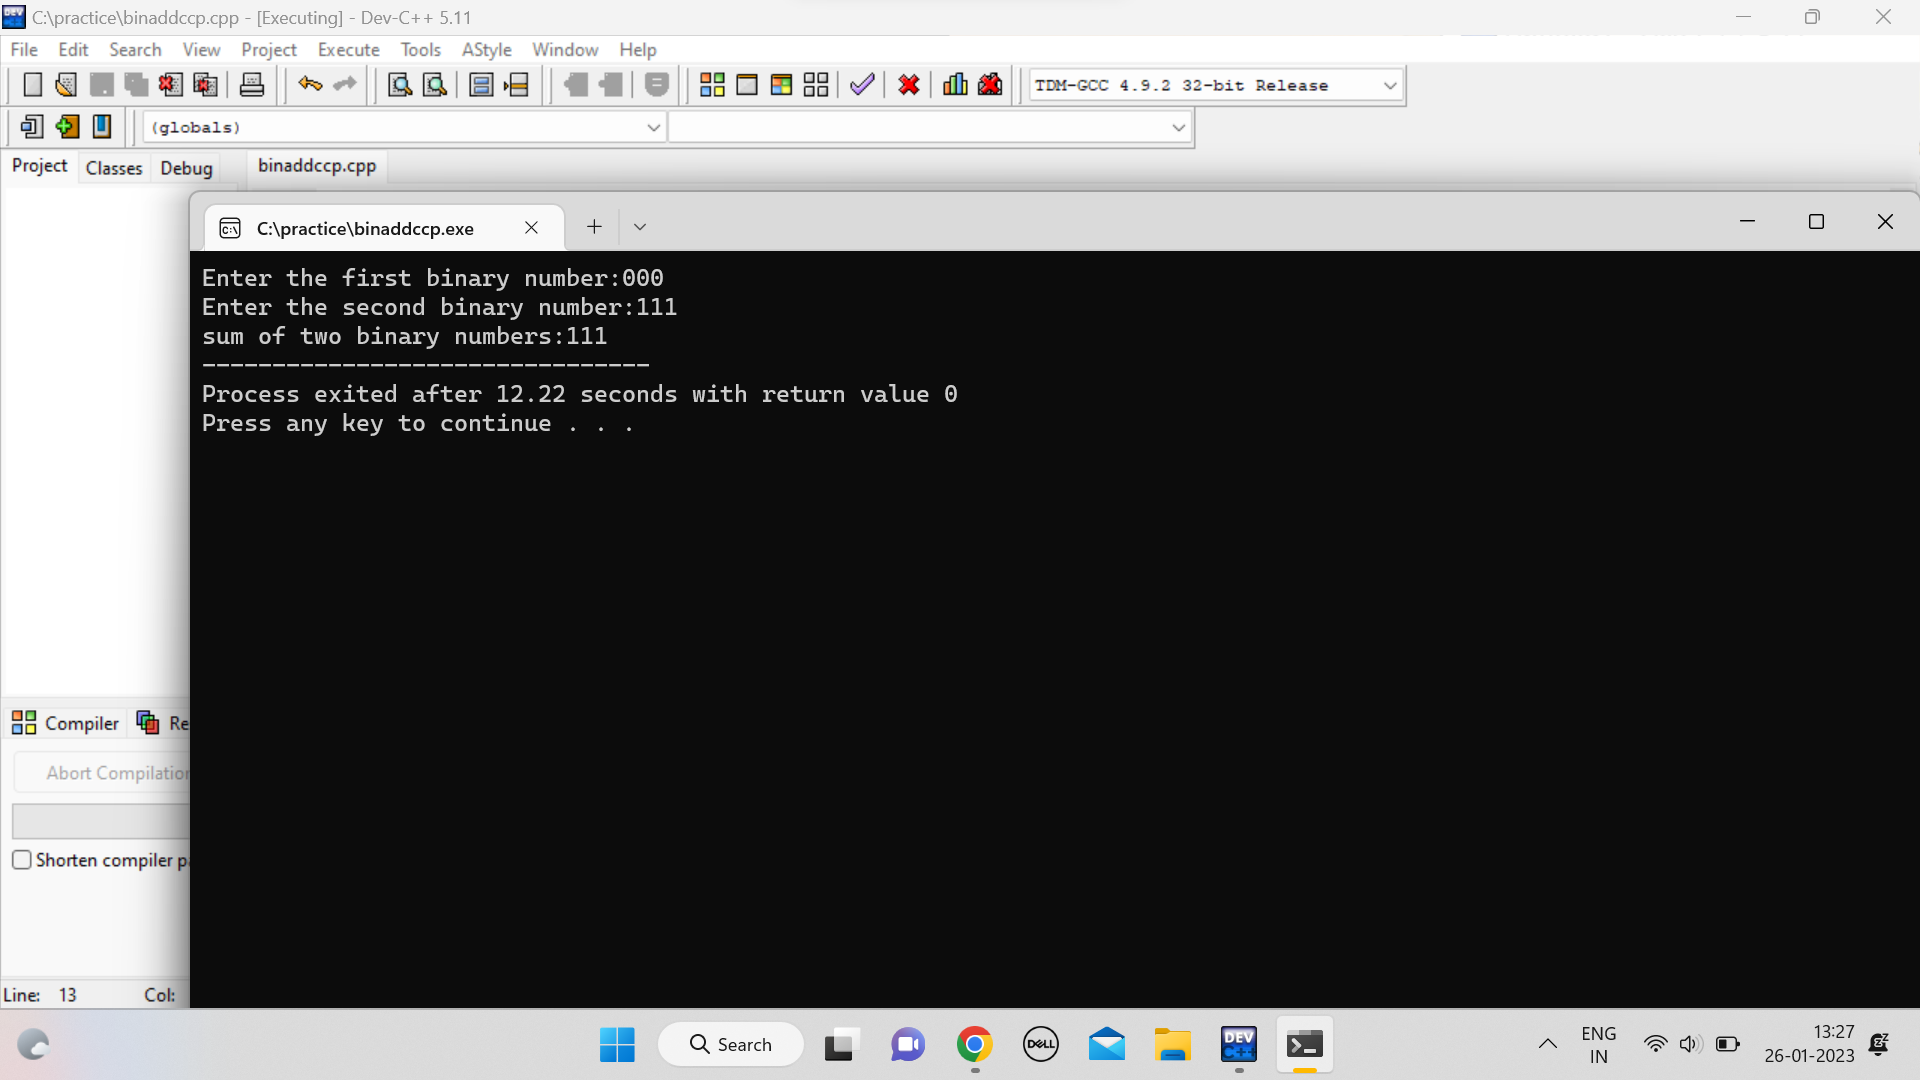 C:\practice\binaddccp.cpp - [Executing] - Dev-C++ 5.11
File Edit Search View Project Execute Tools AStyle Window Help
TDM-GCC 4.9.2 32-bit Release
(globals)
Project Classes Debug binaddccp.cpp
C:\practice\binaddccp.exe
Enter the first binary number:000
Enter the second binary number:111
sum of two binary numbers:111
--------------------------------
Process exited after 12.22 seconds with return value 0
Press any key to continue . . .
Compiler Re
Abort Compilation
Shorten compiler pa
Line: 13 Col:
Search
DELL
DEV C++
ENG
IN
13:27
26-01-2023